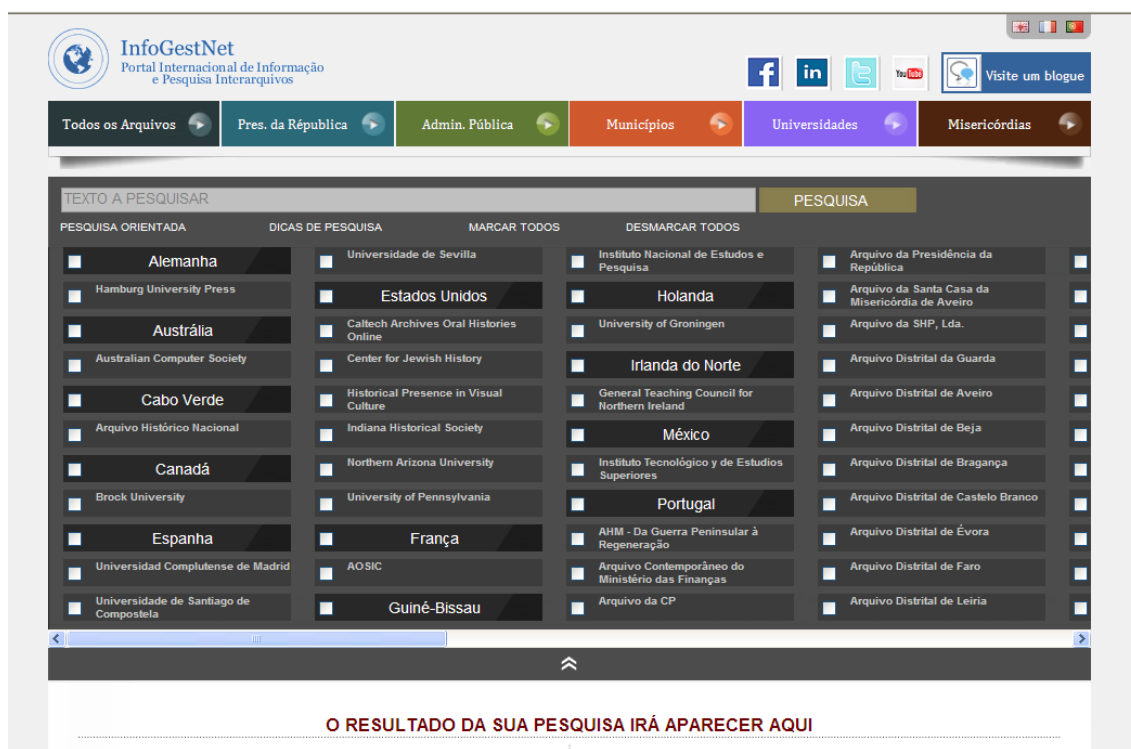 InfoGestNet
Portal Internacional de Informação
e Pesquisa Interarquivos
f
in
You Tube
Visite um blogue
Todos os Arquivos
Pres. da Républica
Admin. Pública
Municípios
Universidades
Misericórdias
TEXTO A PESQUISAR
PESQUISA
PESQUISA ORIENTADA
DICAS DE PESQUISA
MARCAR TODOS
DESMARCAR TODOS
Alemanha
Hamburg University Press
Austrália
Australian Computer Society
Cabo Verde
Arquivo Histórico Nacional
Canadá
Brock University
Espanha
Universidad Complutense de Madrid
Universidade de Santiago de
Compostela
Universidade de Sevilla
Estados Unidos
Caltech Archives Oral Histories
Online
Center for Jewish History
Historical Presence in Visual
Culture
Indiana Historical Society
Northern Arizona University
University of Pennsylvania
França
AOSIC
Guiné-Bissau
Instituto Nacional de Estudos e
Pesquisa
Holanda
University of Groningen
Irlanda do Norte
General Teaching Council for
Northern Ireland
México
Instituto Tecnológico y de Estudios
Superiores
Portugal
AHM - Da Guerra Peninsular à
Regeneração
Arquivo Contemporâneo do
Ministério das Finanças
Arquivo da CP
Arquivo da Presidência da
República
Arquivo da Santa Casa da
Misericórdia de Aveiro
Arquivo da SHP, Lda.
Arquivo Distrital da Guarda
Arquivo Distrital de Aveiro
Arquivo Distrital de Beja
Arquivo Distrital de Bragança
Arquivo Distrital de Castelo Branco
Arquivo Distrital de Évora
Arquivo Distrital de Faro
Arquivo Distrital de Leiria
O RESULTADO DA SUA PESQUISA IRÁ APARECER AQUI